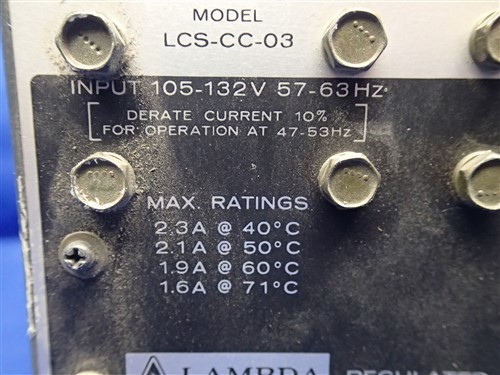 MODEL
LCS-CC-03
INPUT 105-132V 57-63Hz
[DERATE CURRENT 10%
FOR OPERATION AT 47-53Hz]
MAX. RATINGS
2.3A @ 40°C
2.1A @ 50°C
1.9A @ 60°C
1.6A @ 71°C
LAMBDA REGULATED